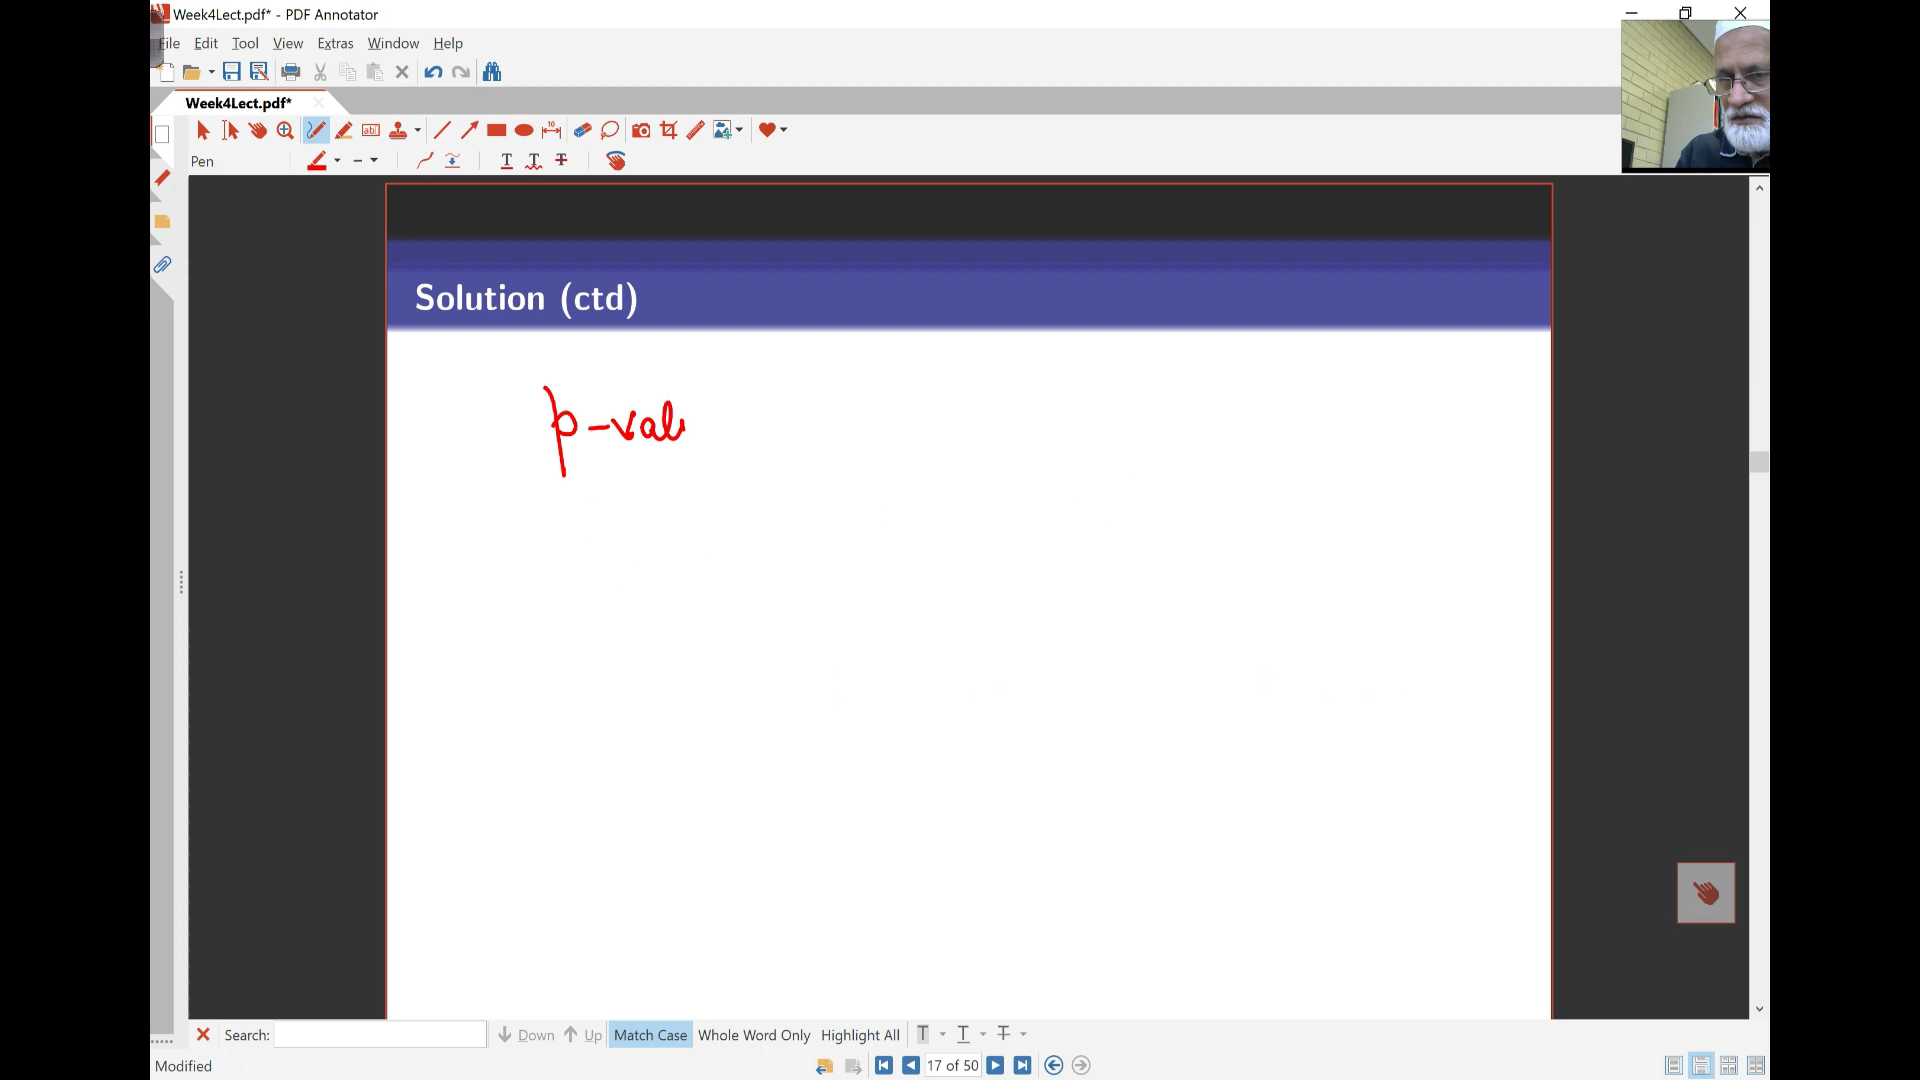 Week4Lect.pdf* - PDF Annotator
File Edit Tool View Extras Window Help
Week4Lect.pdf*
Pen
Solution (ctd)
p-valu
Search: Down Up Match Case Whole Word Only Highlight All
Modified 17 of 50